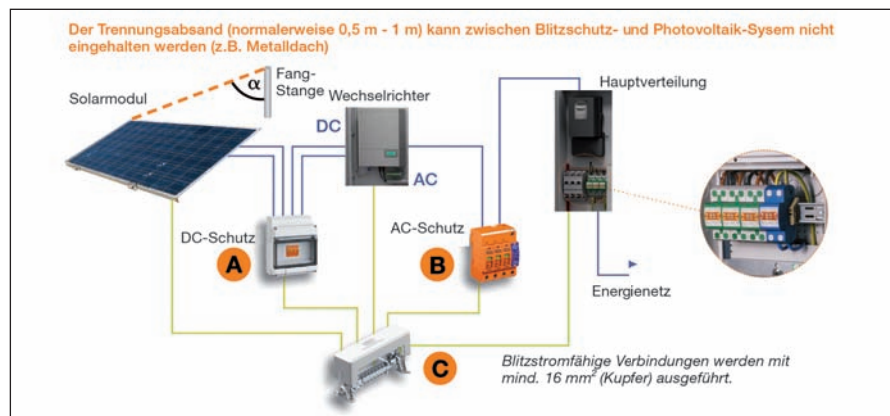 Der Trennungsabsand (normalerweise 0,5 m - 1 m) kann zwischen Blitzschutz- und Photovoltaik-Sysem nicht
eingehalten werden (z.B. Metalldach)
Fang-
Stange
α
Solarmodul
Wechselrichter
Hauptverteilung
DC
AC
DC-Schutz
A
AC-Schutz
B
Energienetz
C
Blitzstromfähige Verbindungen werden mit
mind. 16 mm² (Kupfer) ausgeführt.